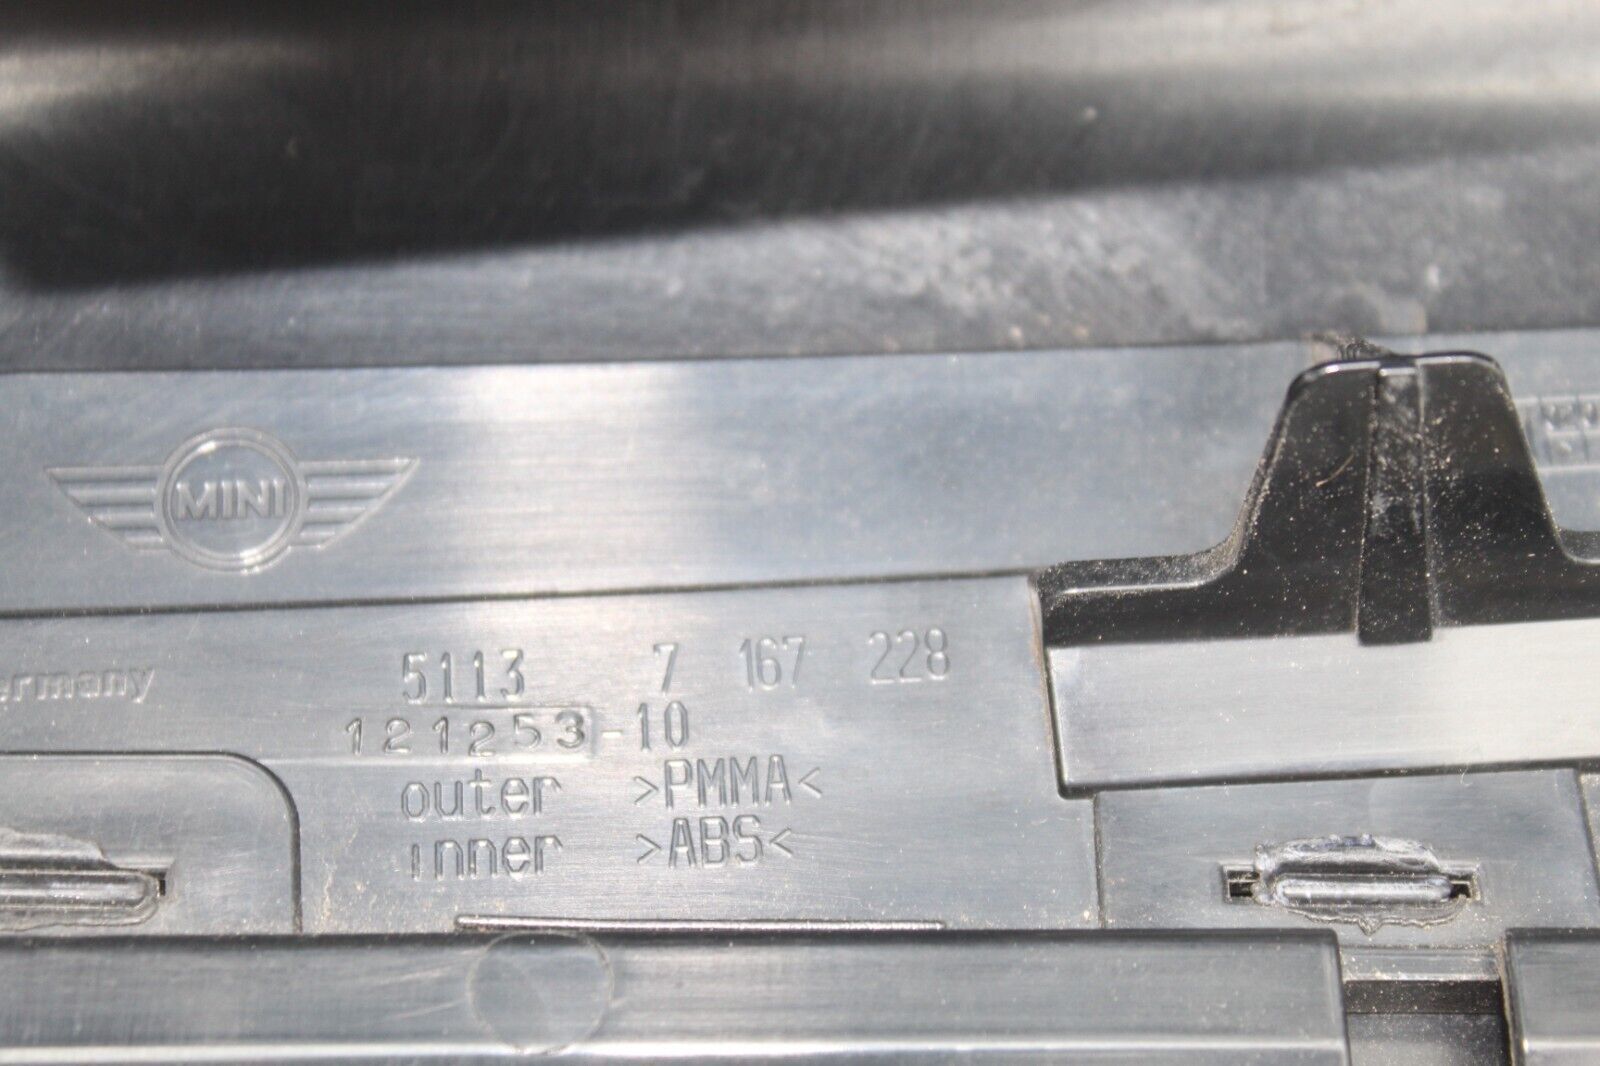 MINI
ermany
5113 7 167 228
121253-10
outer >PMMA<
inner >ABS<